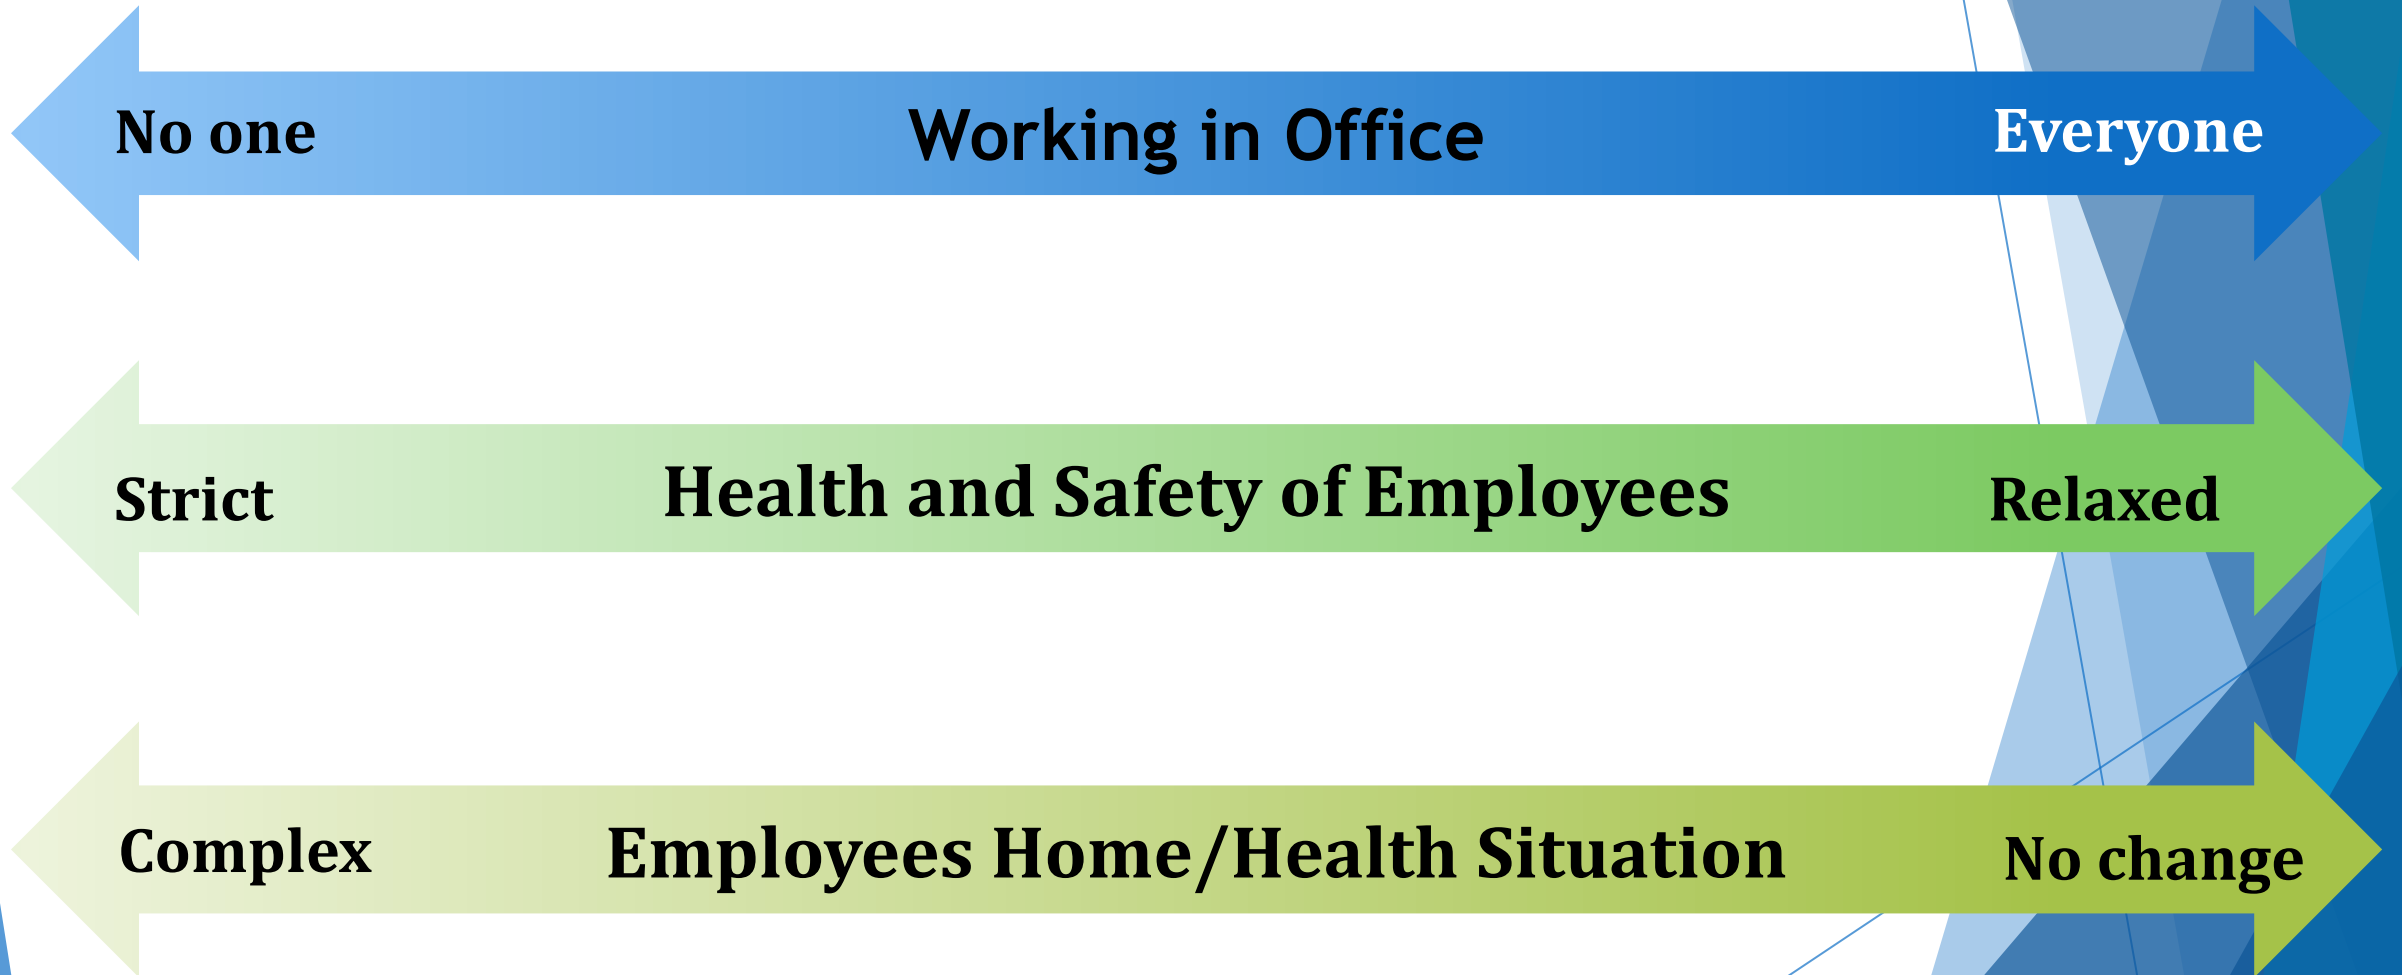 No one Working in Office Everyone
Strict Health and Safety of Employees Relaxed
Complex Employees Home/Health Situation No change